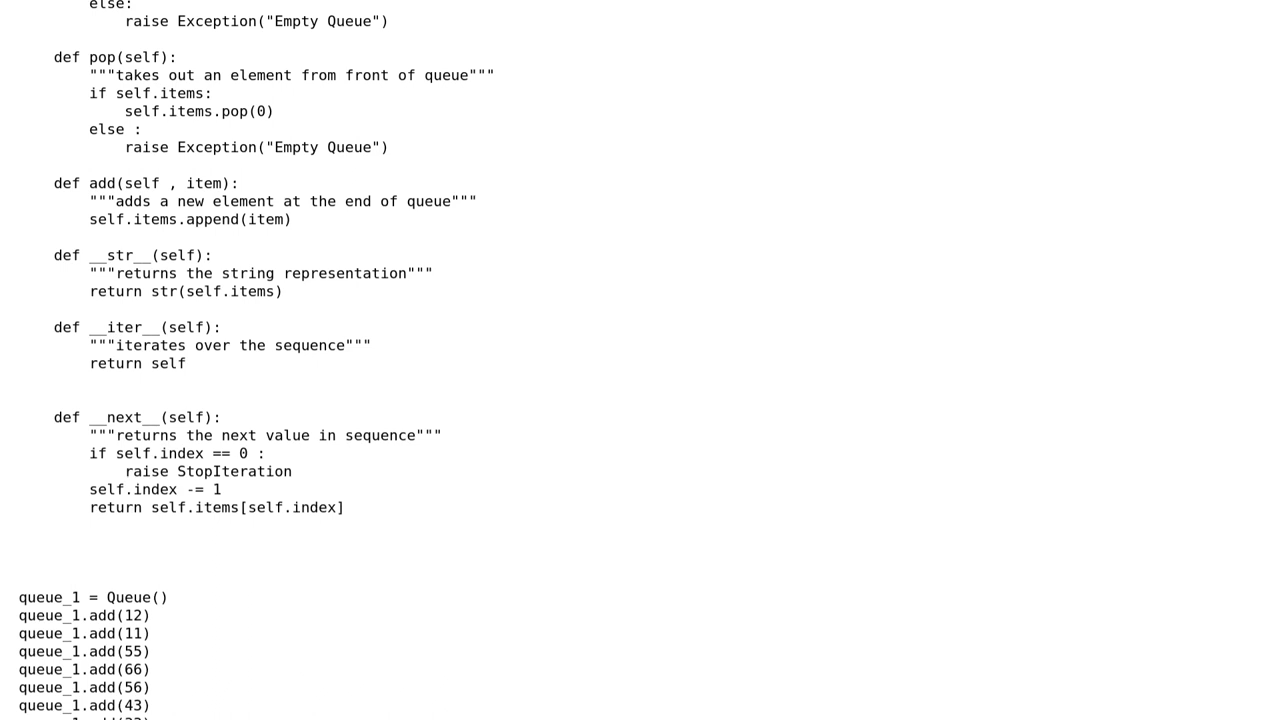 else:
raise Exception("Empty Queue")
def pop(self):
"""takes out an element from front of queue"""
if self.items:
self.items.pop(0)
else :
raise Exception("Empty Queue")
def add(self , item):
"""adds a new element at the end of queue"""
self.items.append(item)
def __str__(self):
"""returns the string representation"""
return str(self.items)
def __iter__(self):
"""iterates over the sequence"""
return self
def __next__(self):
"""returns the next value in sequence"""
if self.index == 0 :
raise StopIteration
self.index -= 1
return self.items[self.index]
queue_1 = Queue()
queue_1.add(12)
queue_1.add(11)
queue_1.add(55)
queue_1.add(66)
queue_1.add(56)
queue_1.add(43)